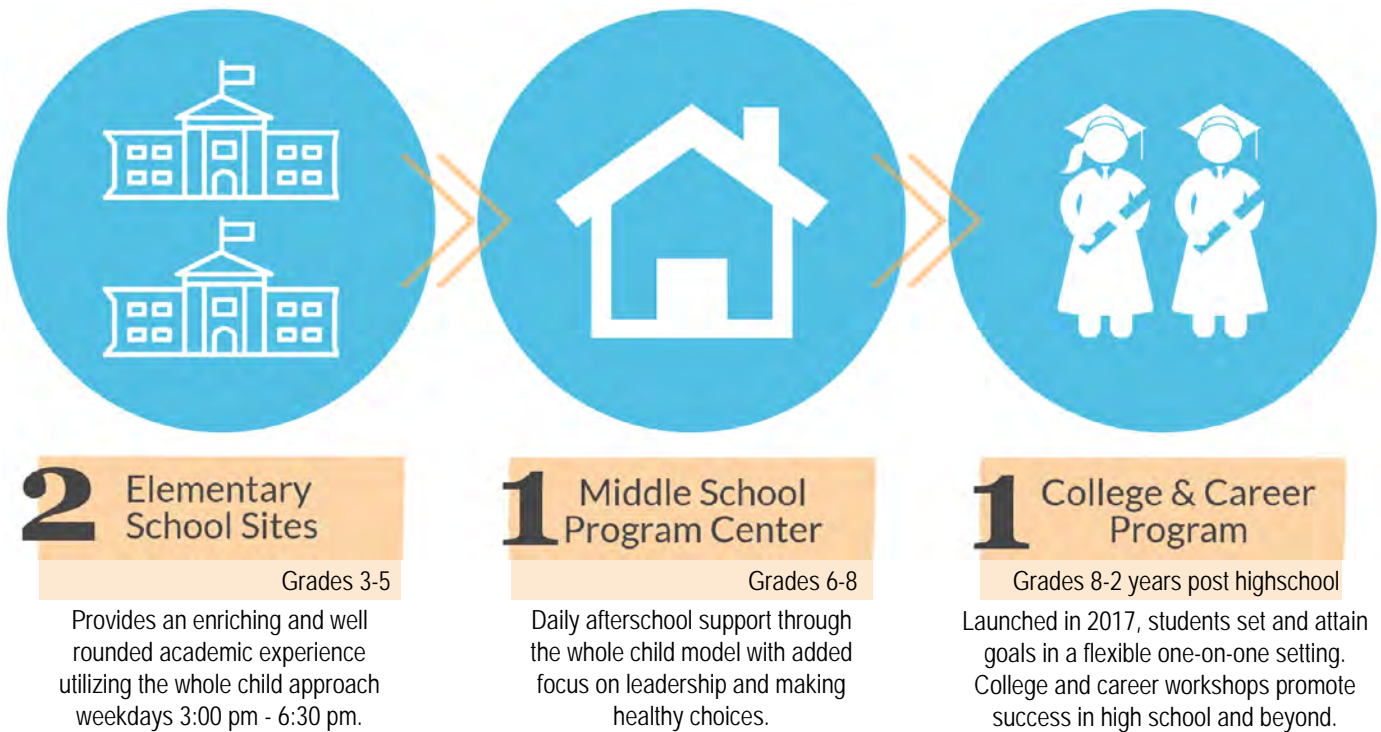 2 Elementary
School Sites
Grades 3-5
Provides an enriching and well
rounded academic experience
utilizing the whole child approach
weekdays 3:00 pm - 6:30 pm.
1 Middle School
Program Center
Grades 6-8
Daily afterschool support through
the whole child model with added
focus on leadership and making
healthy choices.
1 College & Career
Program
Grades 8-2 years post highschool
Launched in 2017, students set and attain
goals in a flexible one-on-one setting.
College and career workshops promote
success in high school and beyond.